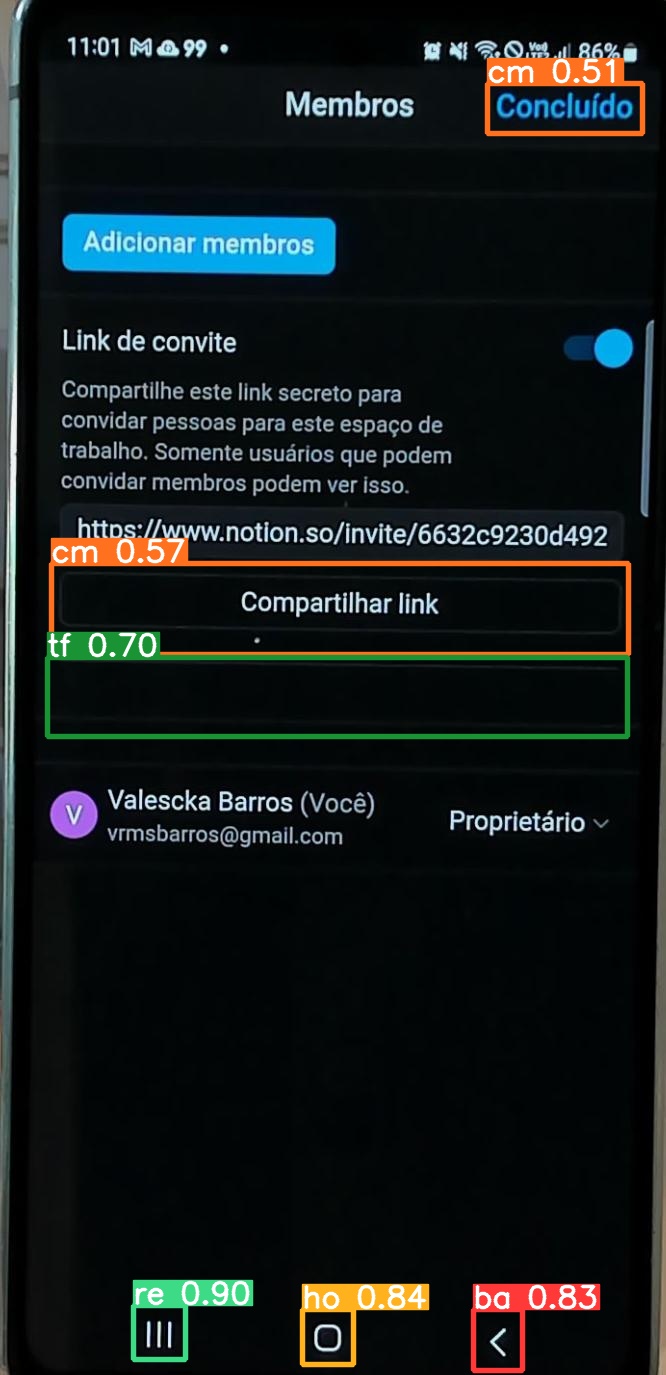 11:01 M 99 •
86%
cm 0.51
Membros
Concluído
Adicionar membros
Link de convite
Compartilhe este link secreto para
convidar pessoas para este espaço de
trabalho. Somente usuários que podem
convidar membros podem ver isso.
https://www.notion.so/invite/6632c9230d492
cm 0.57
Compartilhar link
tf 0.70
V
Valescka Barros (Você)
vrmsbarros@gmail.com
Proprietário
re 0.90
ho 0.84
ba 0.83